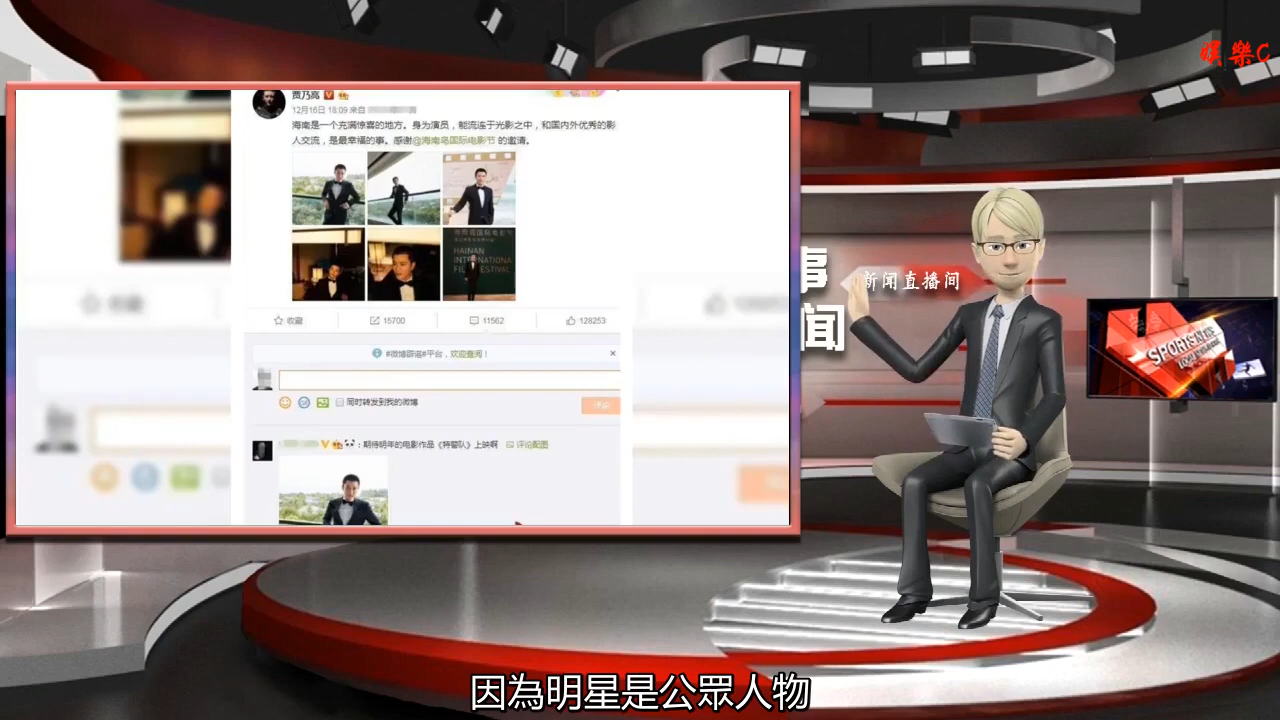 娱樂C
贾乃亮
12月16日 18:09 来自
海南是一个充满惊喜的地方。身为演员，能流连于光影之中，和国内外优秀的影
人交流，是最幸福的事。感谢@海南岛国际电影节 的邀请。
HAINAN
INTERNATIONA
FILM FESTIVAL
收藏
15700
11562
128253
#微博辟谣#平台，欢迎查阅！
同时转发到我的微博
评论
：期待明年的电影作品《特警队》上映啊 评论配图
事
新闻直播间
闻
SPORTS
因為明星是公眾人物